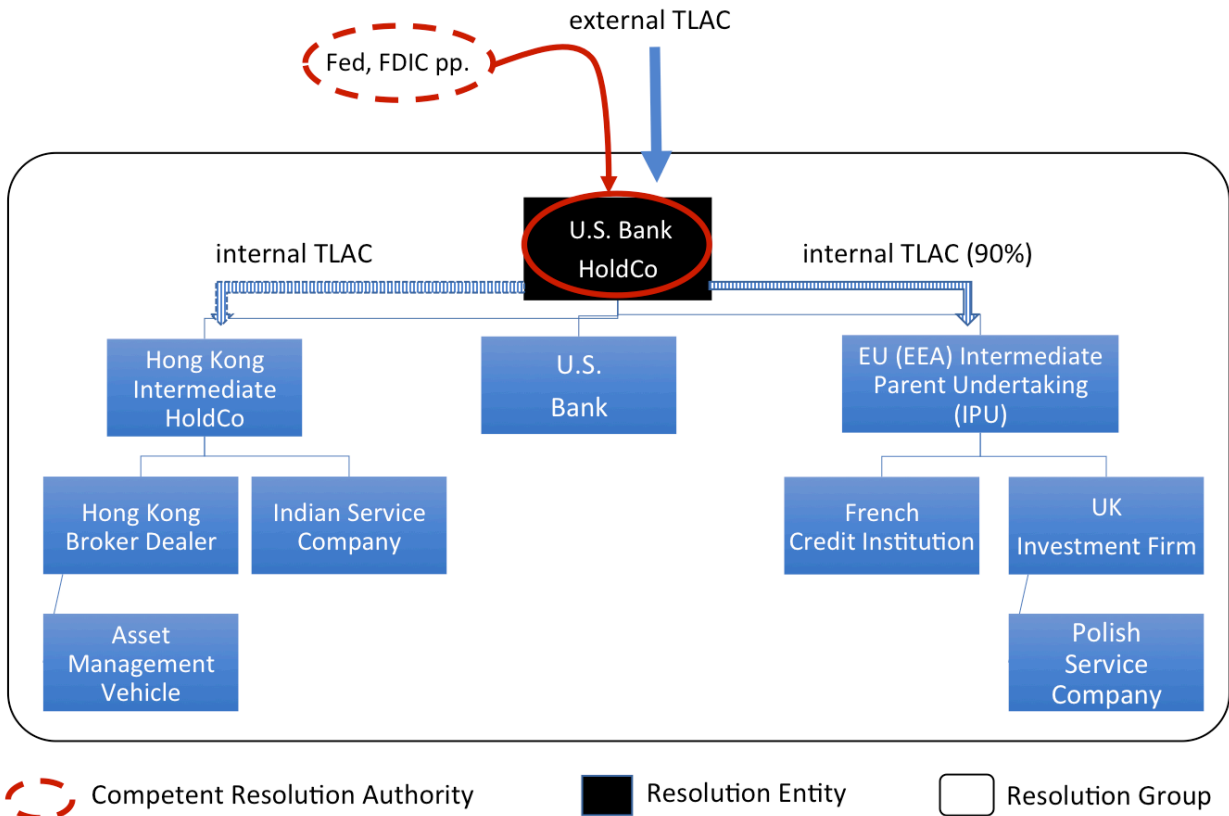 external TLAC
Fed, FDIC pp.
U.S. Bank
HoldCo
internal TLAC
internal TLAC (90%)
Hong Kong
Intermediate
HoldCo
U.S.
Bank
EU (EEA) Intermediate
Parent Undertaking
(IPU)
Hong Kong
Broker Dealer
Indian Service
Company
French
Credit Institution
UK
Investment Firm
Asset
Management
Vehicle
Polish
Service
Company
Competent Resolution Authority
Resolution Entity
Resolution Group